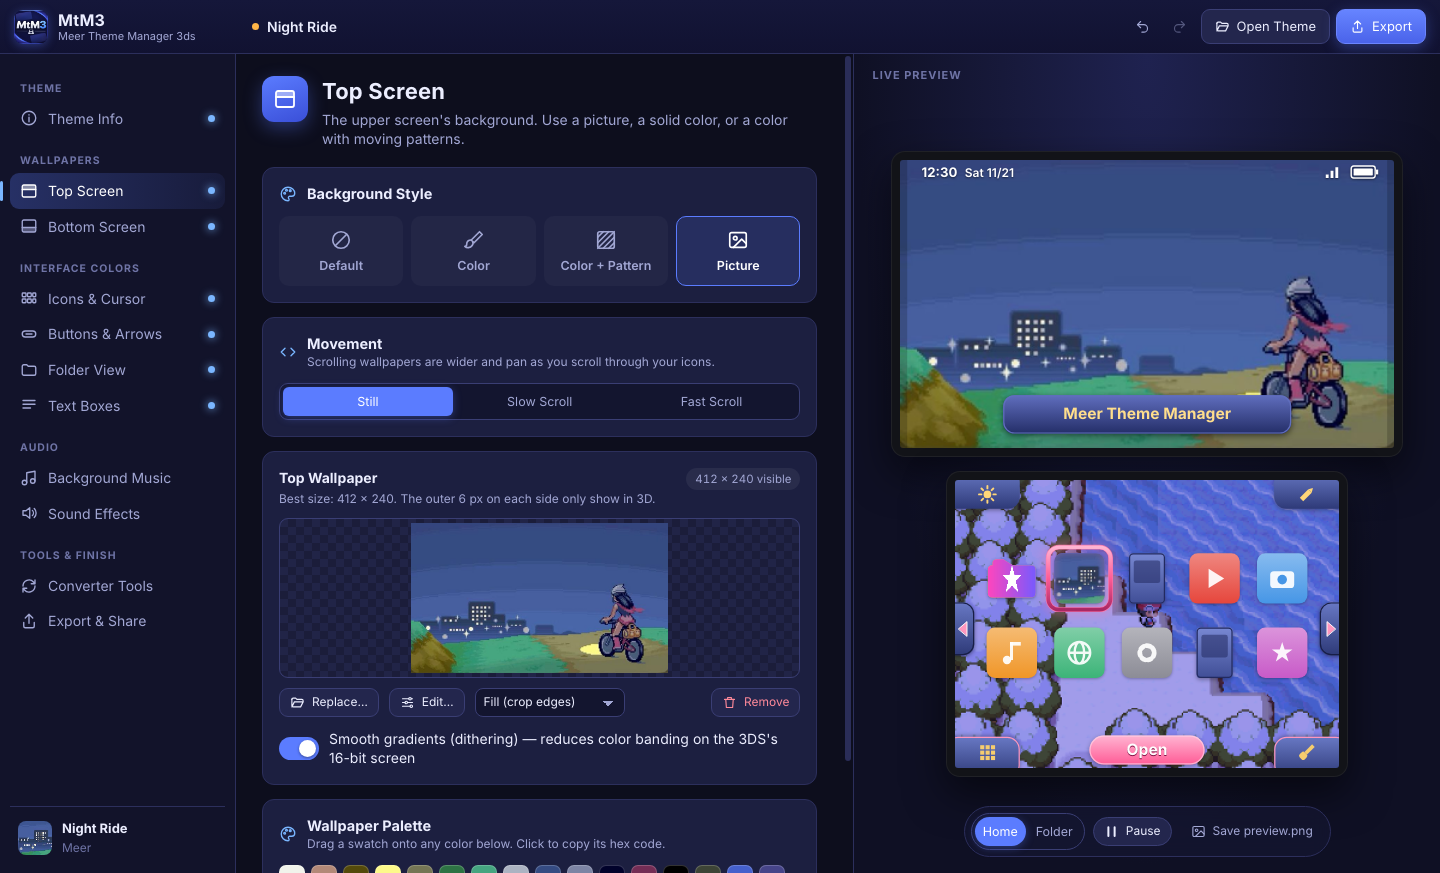 MtM3
MtM3
Meer Theme Manager 3ds
Night Ride
Open Theme
Export
THEME
Theme Info
WALLPAPERS
Top Screen
Bottom Screen
INTERFACE COLORS
Icons & Cursor
Buttons & Arrows
Folder View
Text Boxes
AUDIO
Background Music
Sound Effects
TOOLS & FINISH
Converter Tools
Export & Share
Night Ride
Meer
Top Screen
The upper screen's background. Use a picture, a solid color, or a color
with moving patterns.
Background Style
Default
Color
Color + Pattern
Picture
Movement
Scrolling wallpapers are wider and pan as you scroll through your icons.
Still
Slow Scroll
Fast Scroll
Top Wallpaper
412 × 240 visible
Best size: 412 × 240. The outer 6 px on each side only show in 3D.
Replace...
Edit...
Fill (crop edges)
Remove
Smooth gradients (dithering) — reduces color banding on the 3DS's
16-bit screen
Wallpaper Palette
Drag a swatch onto any color below. Click to copy its hex code.
LIVE PREVIEW
12:30 Sat 11/21
Meer Theme Manager
Open
Home
Folder
Pause
Save preview.png